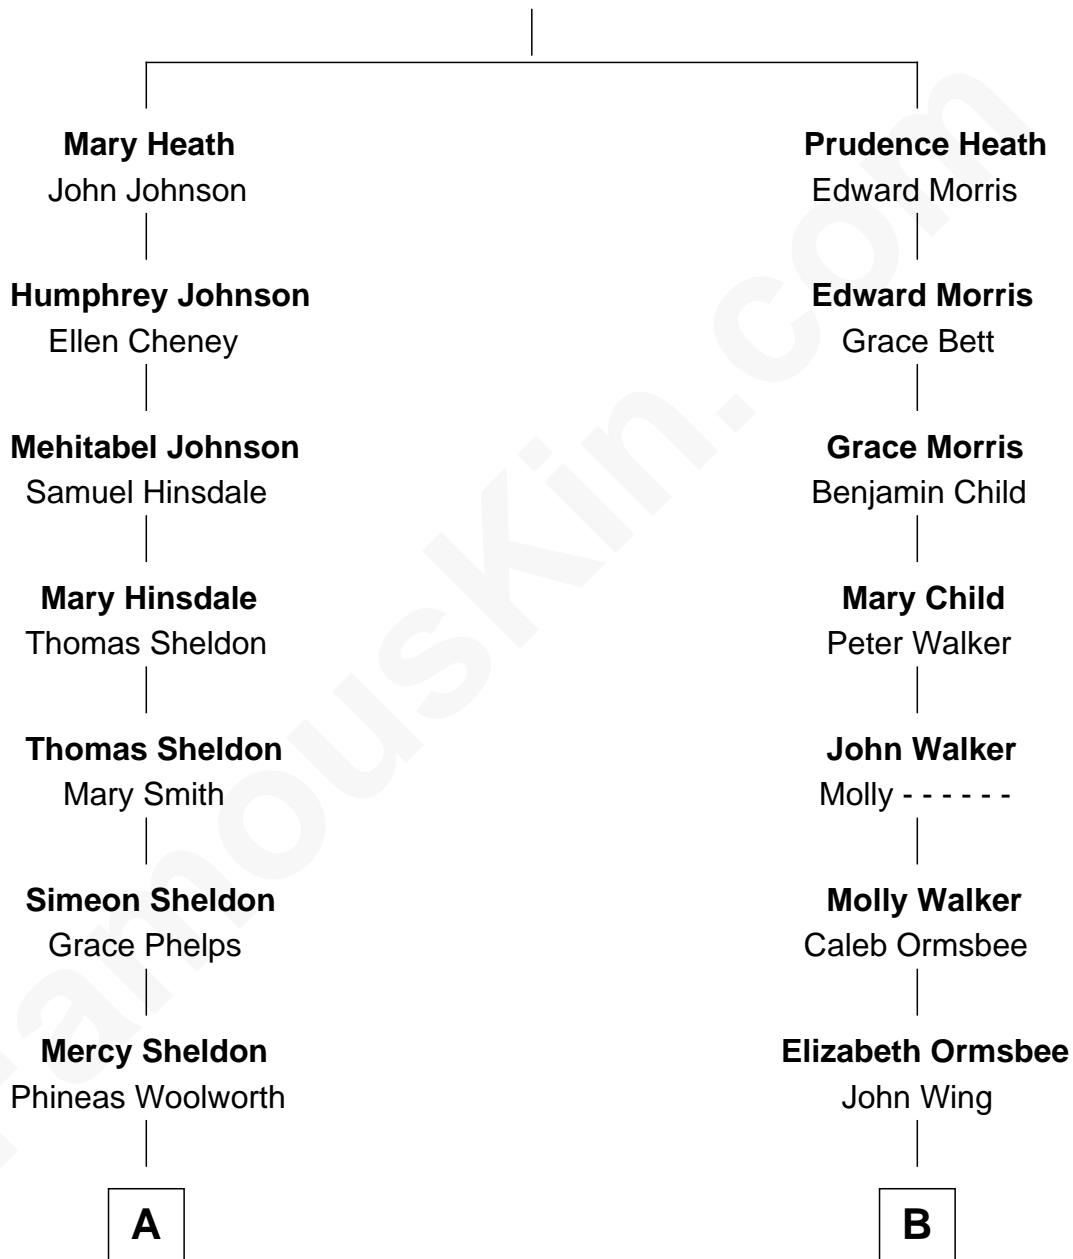 Mary Heath
John Johnson
Humphrey Johnson
Ellen Cheney
Mehitabel Johnson
Samuel Hinsdale
Mary Hinsdale
Thomas Sheldon
Thomas Sheldon
Mary Smith
Simeon Sheldon
Grace Phelps
Mercy Sheldon
Phineas Woolworth
A
Prudence Heath
Edward Morris
Edward Morris
Grace Bett
Grace Morris
Benjamin Child
Mary Child
Peter Walker
John Walker
Molly - - - - - -
Molly Walker
Caleb Ormsbee
Elizabeth Ormsbee
John Wing
B
FamousKin.com